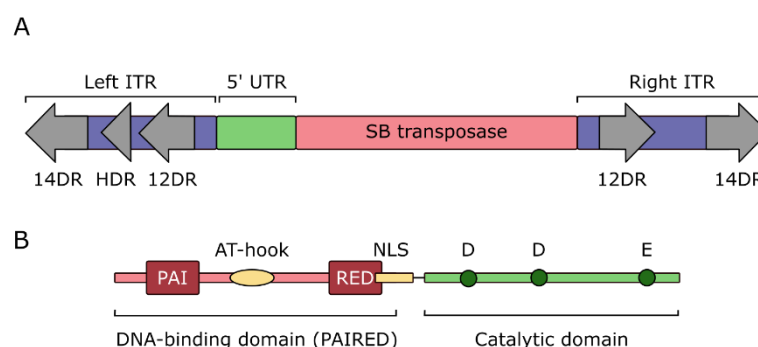 A
Left ITR 5' UTR Right ITR
SB transposase
14DR HDR 12DR 12DR 14DR
B
AT-hook NLS D D E
PAI RED
DNA-binding domain (PAIRED) Catalytic domain